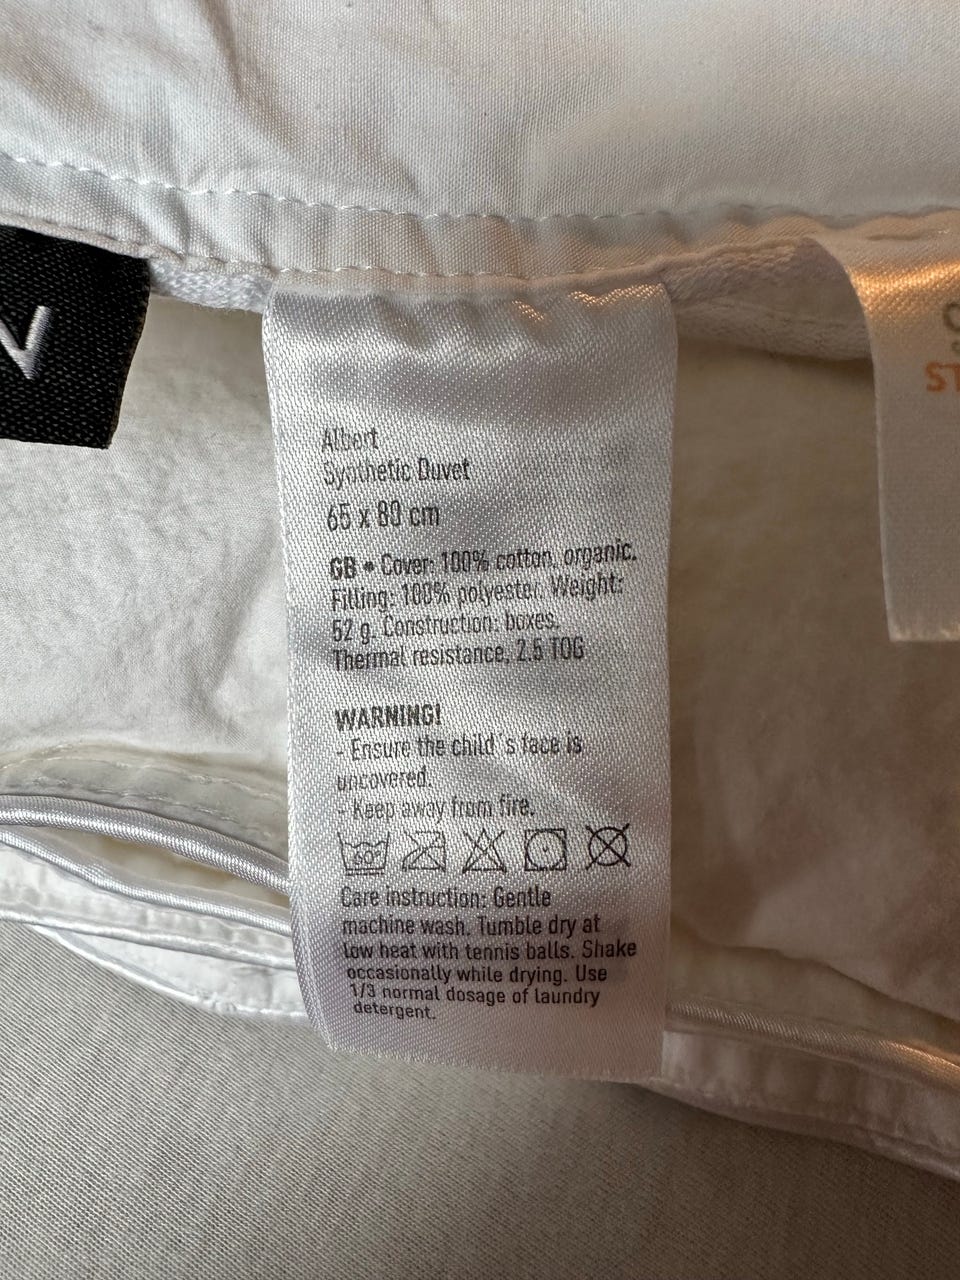 Albert
Synthetic Duvet
65 x 80 cm
GB • Cover: 100% cotton, organic.
Filling: 100% polyester. Weight:
52 g. Construction: boxes.
Thermal resistance, 2.5 TOG
WARNING!
- Ensure the child´s face is
uncovered.
- Keep away from fire.
60°
Care instruction: Gentle
machine wash. Tumble dry at
low heat with tennis balls. Shake
occasionally while drying. Use
1/3 normal dosage of laundry
detergent.
ST